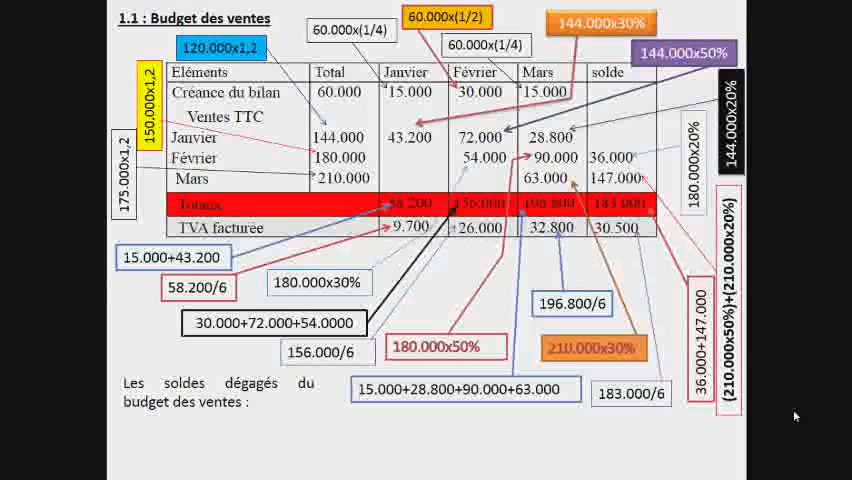 1.1 : Budget des ventes
60.000x(1/2)
60.000x(1/4)
144.000x30%
120.000x1,2
60.000x(1/4)
144.000x50%
Eléments Total Janvier Février Mars solde
Créance du bilan 60.000 15.000 30.000 15.000
Ventes TTC
Janvier 144.000 43.200 72.000 28.800
Février 180.000 54.000 90.000 36.000
Mars 210.000 63.000 147.000
Totaux 58.200 156.000 196.800 183.000
TVA facturée 9.700 26.000 32.800 30.500
150.000x1,2
175.000x1,2
144.000x20%
180.000x20%
15.000+43.200
58.200/6
180.000x30%
196.800/6
30.000+72.000+54.0000
156.000/6
180.000x50%
210.000x30%
36.000+147.000
(210.000x50%)+(210.000x20%)
15.000+28.800+90.000+63.000
183.000/6
Les soldes dégagés du
budget des ventes :